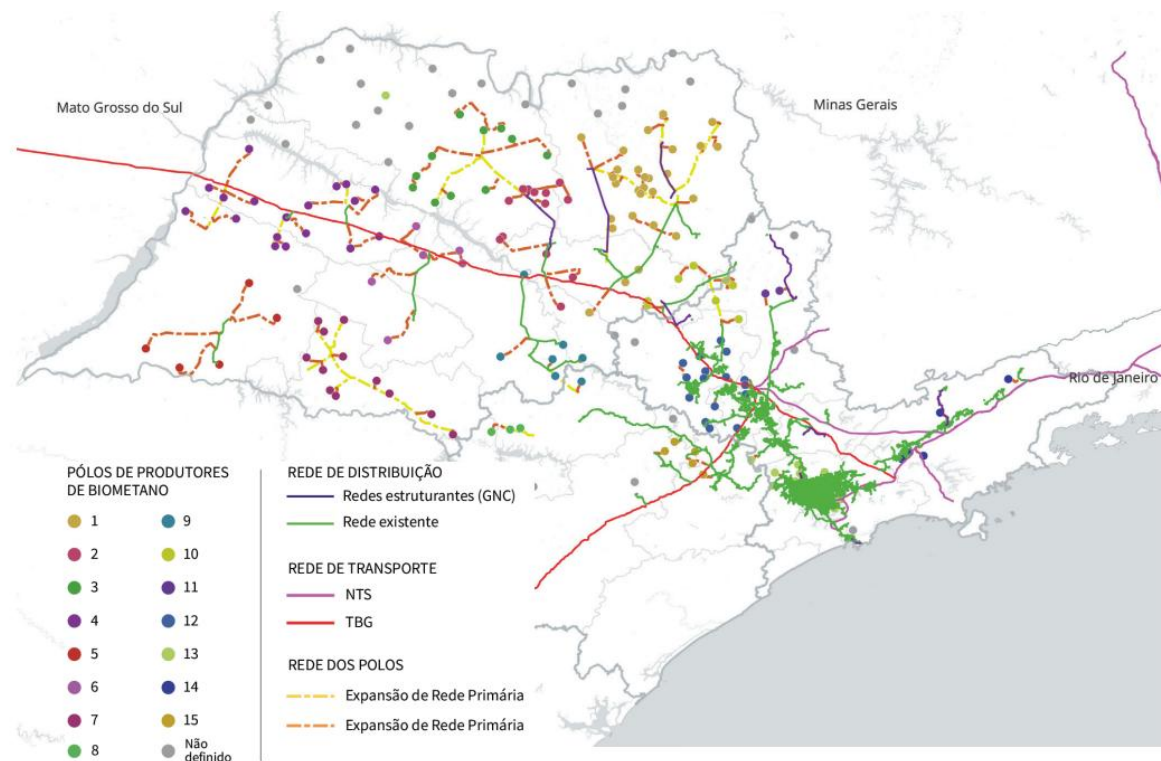 Mato Grosso do Sul
Minas Gerais
Rio de Janeiro
PÓLOS DE PRODUTORES
DE BIOMETANO
1
2
3
4
5
6
7
8
9
10
11
12
13
14
15
Não
definido
REDE DE DISTRIBUIÇÃO
Redes estruturantes (GNC)
Rede existente
REDE DE TRANSPORTE
NTS
TBG
REDE DOS POLOS
Expansão de Rede Primária
Expansão de Rede Primária